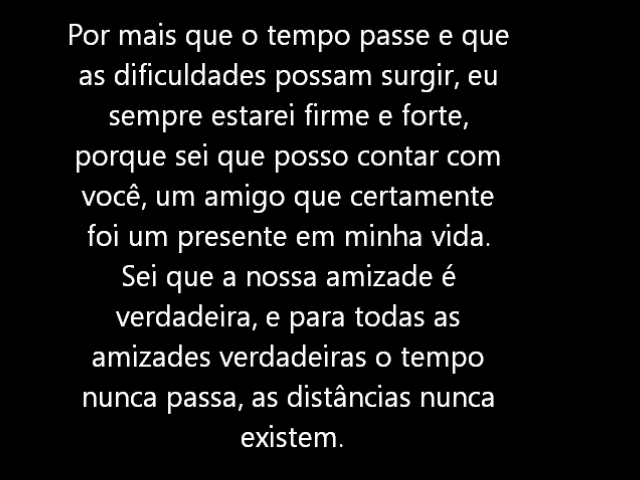 Por mais que o tempo passe e que
as dificuldades possam surgir, eu
sempre estarei firme e forte,
porque sei que posso contar com
você, um amigo que certamente
foi um presente em minha vida.
Sei que a nossa amizade é
verdadeira, e para todas as
amizades verdadeiras o tempo
nunca passa, as distâncias nunca
existem.